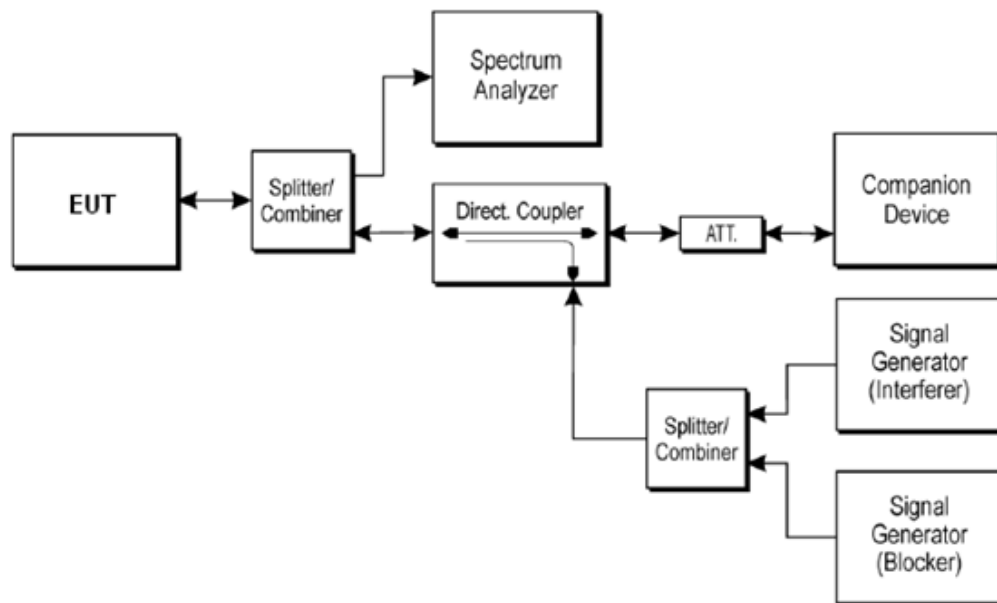 Spectrum
Analyzer
EUT
Splitter/
Combiner
Direct. Coupler
ATT.
Companion
Device
Signal
Generator
(Interferer)
Splitter/
Combiner
Signal
Generator
(Blocker)